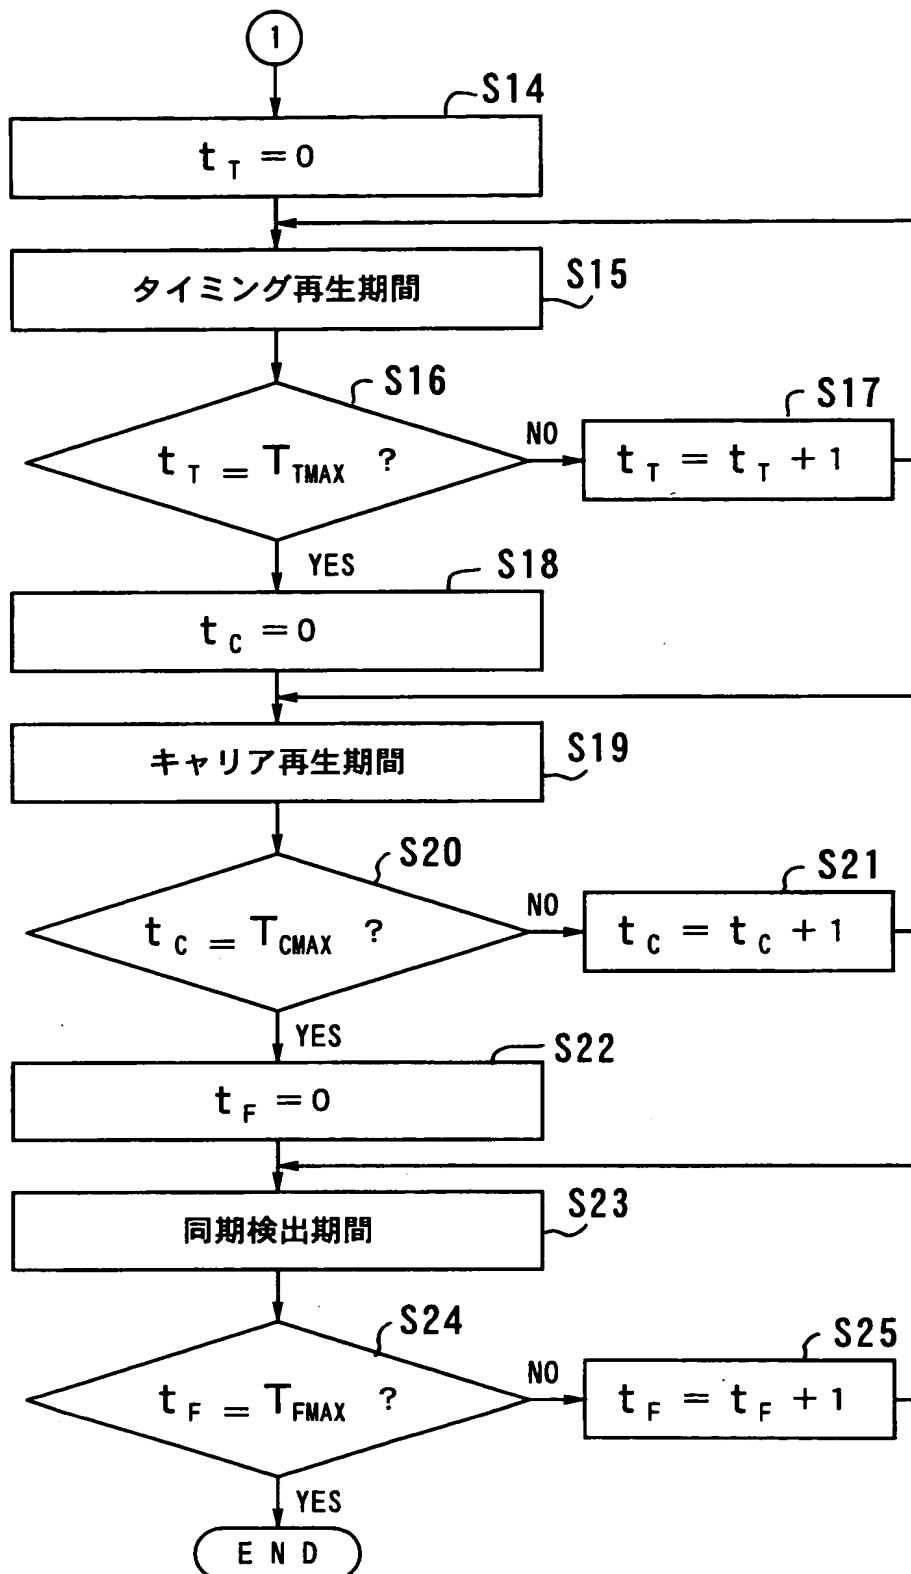 1
S14
t_T = 0
タイミング再生期間
S15
S16
t_T = T_TMAX ?
NO
S17
t_T = t_T + 1
YES
S18
t_C = 0
キャリア再生期間
S19
S20
t_C = T_CMAX ?
NO
S21
t_C = t_C + 1
YES
S22
t_F = 0
同期検出期間
S23
S24
t_F = T_FMAX ?
NO
S25
t_F = t_F + 1
YES
END